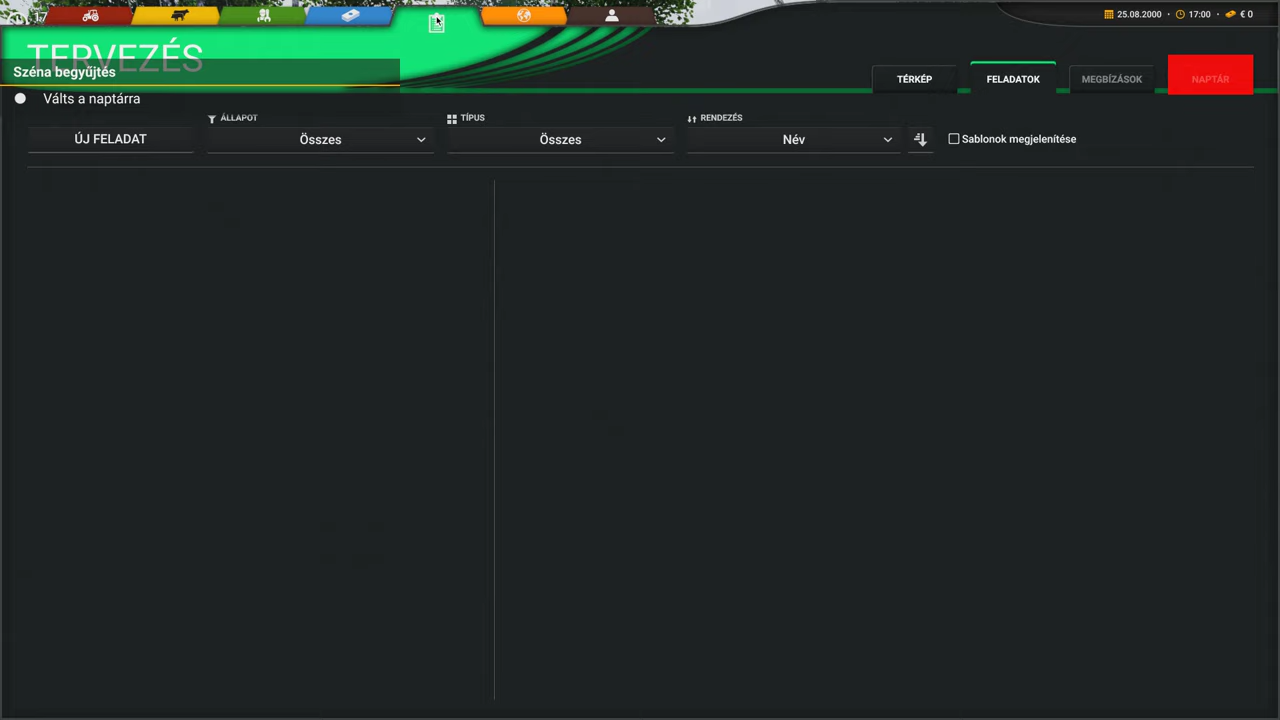 25.08.2000 · 17:00 · € 0
TERVEZÉS
Széna begyűjtés
TÉRKÉP
FELADATOK
MEGBÍZÁSOK
NAPTÁR
Válts a naptárra
ÁLLAPOT
TÍPUS
RENDEZÉS
ÚJ FELADAT
Összes
Összes
Név
Sablonok megjelenítése